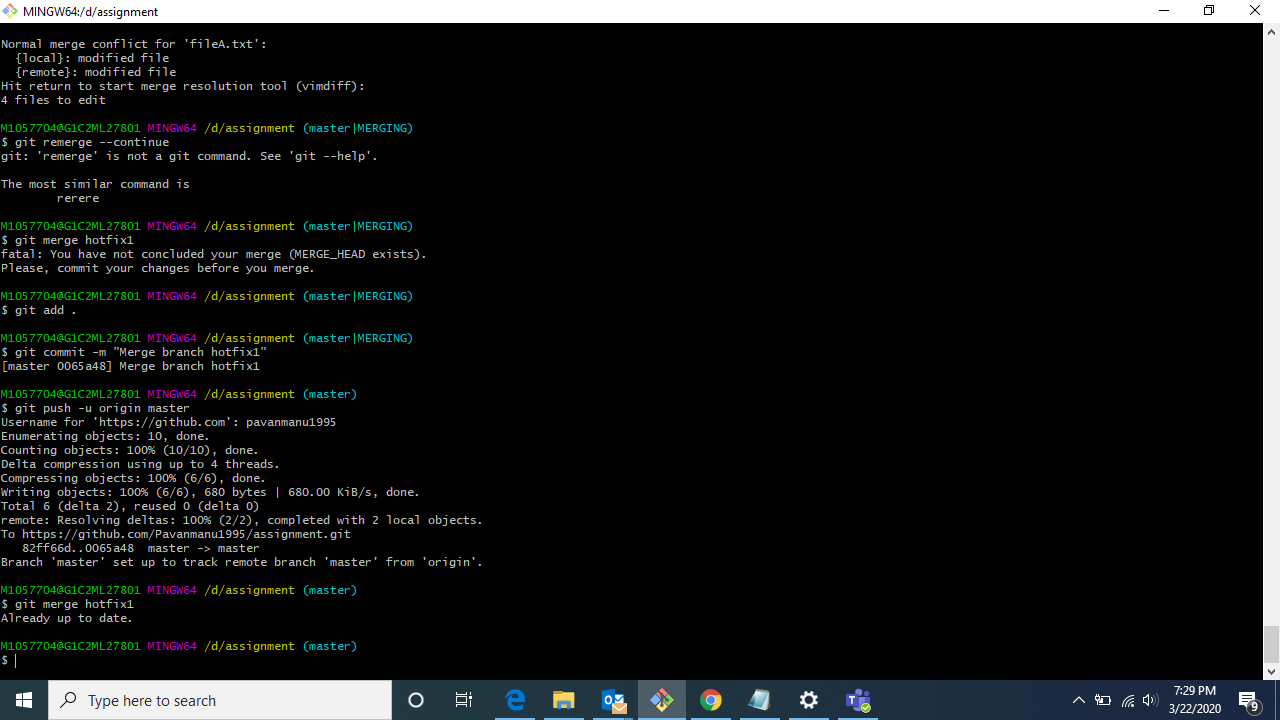 MINGW64:/d/assignment
Normal merge conflict for 'fileA.txt':
  {local}: modified file
  {remote}: modified file
Hit return to start merge resolution tool (vimdiff):
4 files to edit
M1057704@G1C2ML27801 MINGW64 /d/assignment (master|MERGING)
$ git remerge --continue
git: 'remerge' is not a git command. See 'git --help'.
The most similar command is
        rerere
M1057704@G1C2ML27801 MINGW64 /d/assignment (master|MERGING)
$ git merge hotfix1
fatal: You have not concluded your merge (MERGE_HEAD exists).
Please, commit your changes before you merge.
M1057704@G1C2ML27801 MINGW64 /d/assignment (master|MERGING)
$ git add .
M1057704@G1C2ML27801 MINGW64 /d/assignment (master|MERGING)
$ git commit -m "Merge branch hotfix1"
[master 0065a48] Merge branch hotfix1
M1057704@G1C2ML27801 MINGW64 /d/assignment (master)
$ git push -u origin master
Username for 'https://github.com': pavanmanu1995
Enumerating objects: 10, done.
Counting objects: 100% (10/10), done.
Delta compression using up to 4 threads.
Compressing objects: 100% (6/6), done.
Writing objects: 100% (6/6), 680 bytes | 680.00 KiB/s, done.
Total 6 (delta 2), reused 0 (delta 0)
remote: Resolving deltas: 100% (2/2), completed with 2 local objects.
To https://github.com/Pavanmanu1995/assignment.git
   82ff66d..0065a48  master -> master
Branch 'master' set up to track remote branch 'master' from 'origin'.
M1057704@G1C2ML27801 MINGW64 /d/assignment (master)
$ git merge hotfix1
Already up to date.
M1057704@G1C2ML27801 MINGW64 /d/assignment (master)
$
Type here to search
7:29 PM
3/22/2020
9